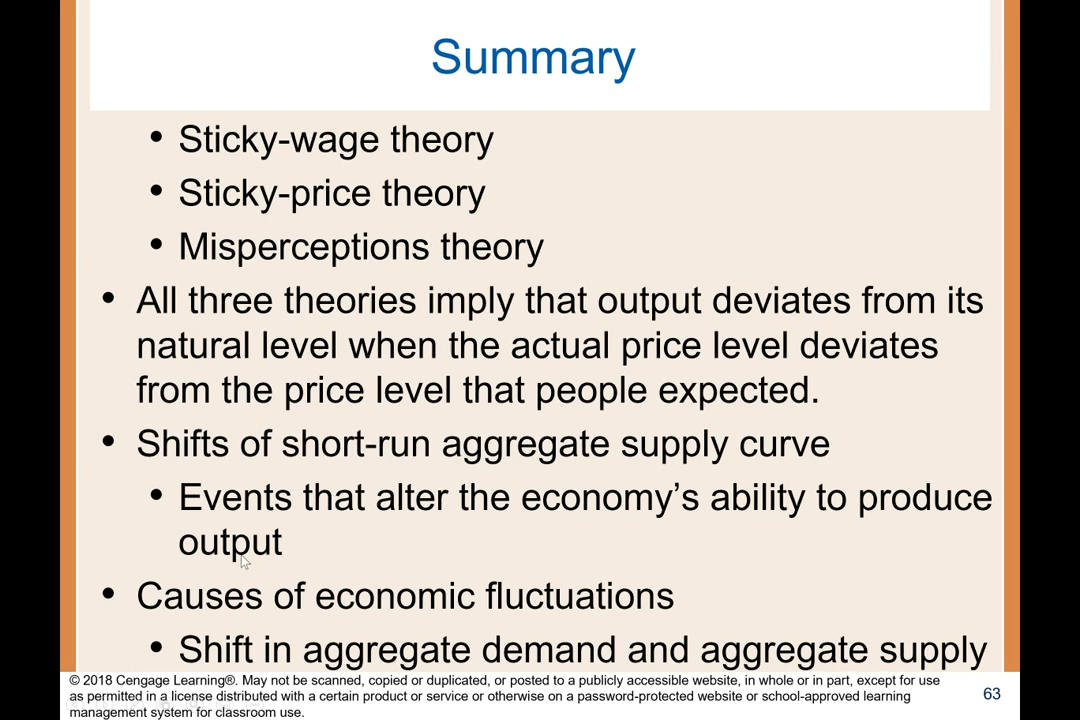 Summary
• Sticky-wage theory
• Sticky-price theory
• Misperceptions theory
• All three theories imply that output deviates from its
natural level when the actual price level deviates
from the price level that people expected.
• Shifts of short-run aggregate supply curve
• Events that alter the economy’s ability to produce
output
• Causes of economic fluctuations
• Shift in aggregate demand and aggregate supply
© 2018 Cengage Learning®. May not be scanned, copied or duplicated, or posted to a publicly accessible website, in whole or in part, except for use
as permitted in a license distributed with a certain product or service or otherwise on a password-protected website or school-approved learning
management system for classroom use.
63